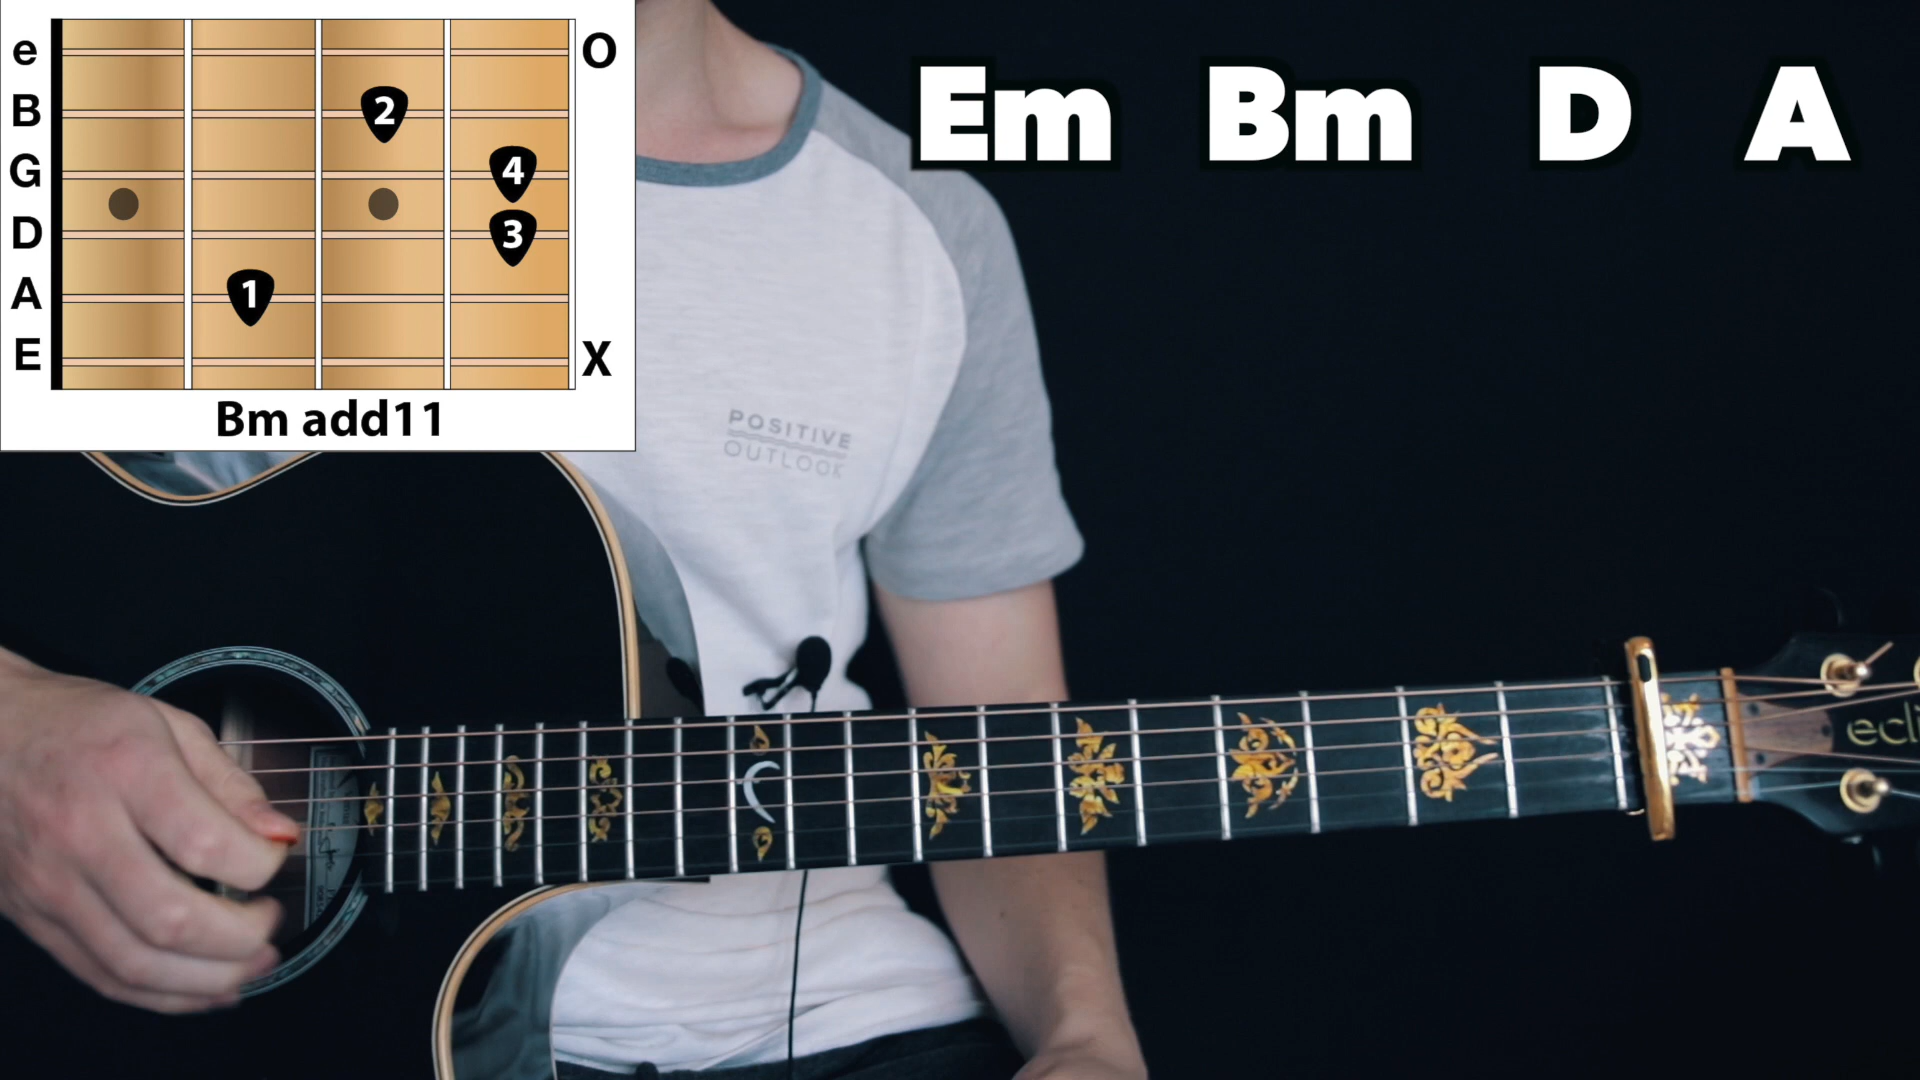 e
O
B
2
G
4
D
3
A
1
E
X
Bm add11
Em Bm D A
POSITIVE
OUTLOOK
ecli